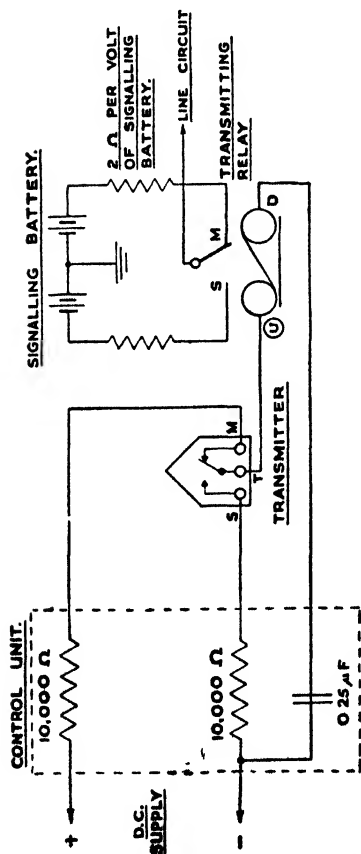 CONTROL UNIT.
10,000 Ω
+
D.C.
SUPPLY
-
10,000 Ω
0 25 μF
S
T
M
TRANSMITTER
SIGNALLING BATTERY.
2 Ω PER VOLT
OF SIGNALLING
BATTERY.
LINE CIRCUIT
S
M
TRANSMITTING
RELAY
U
D